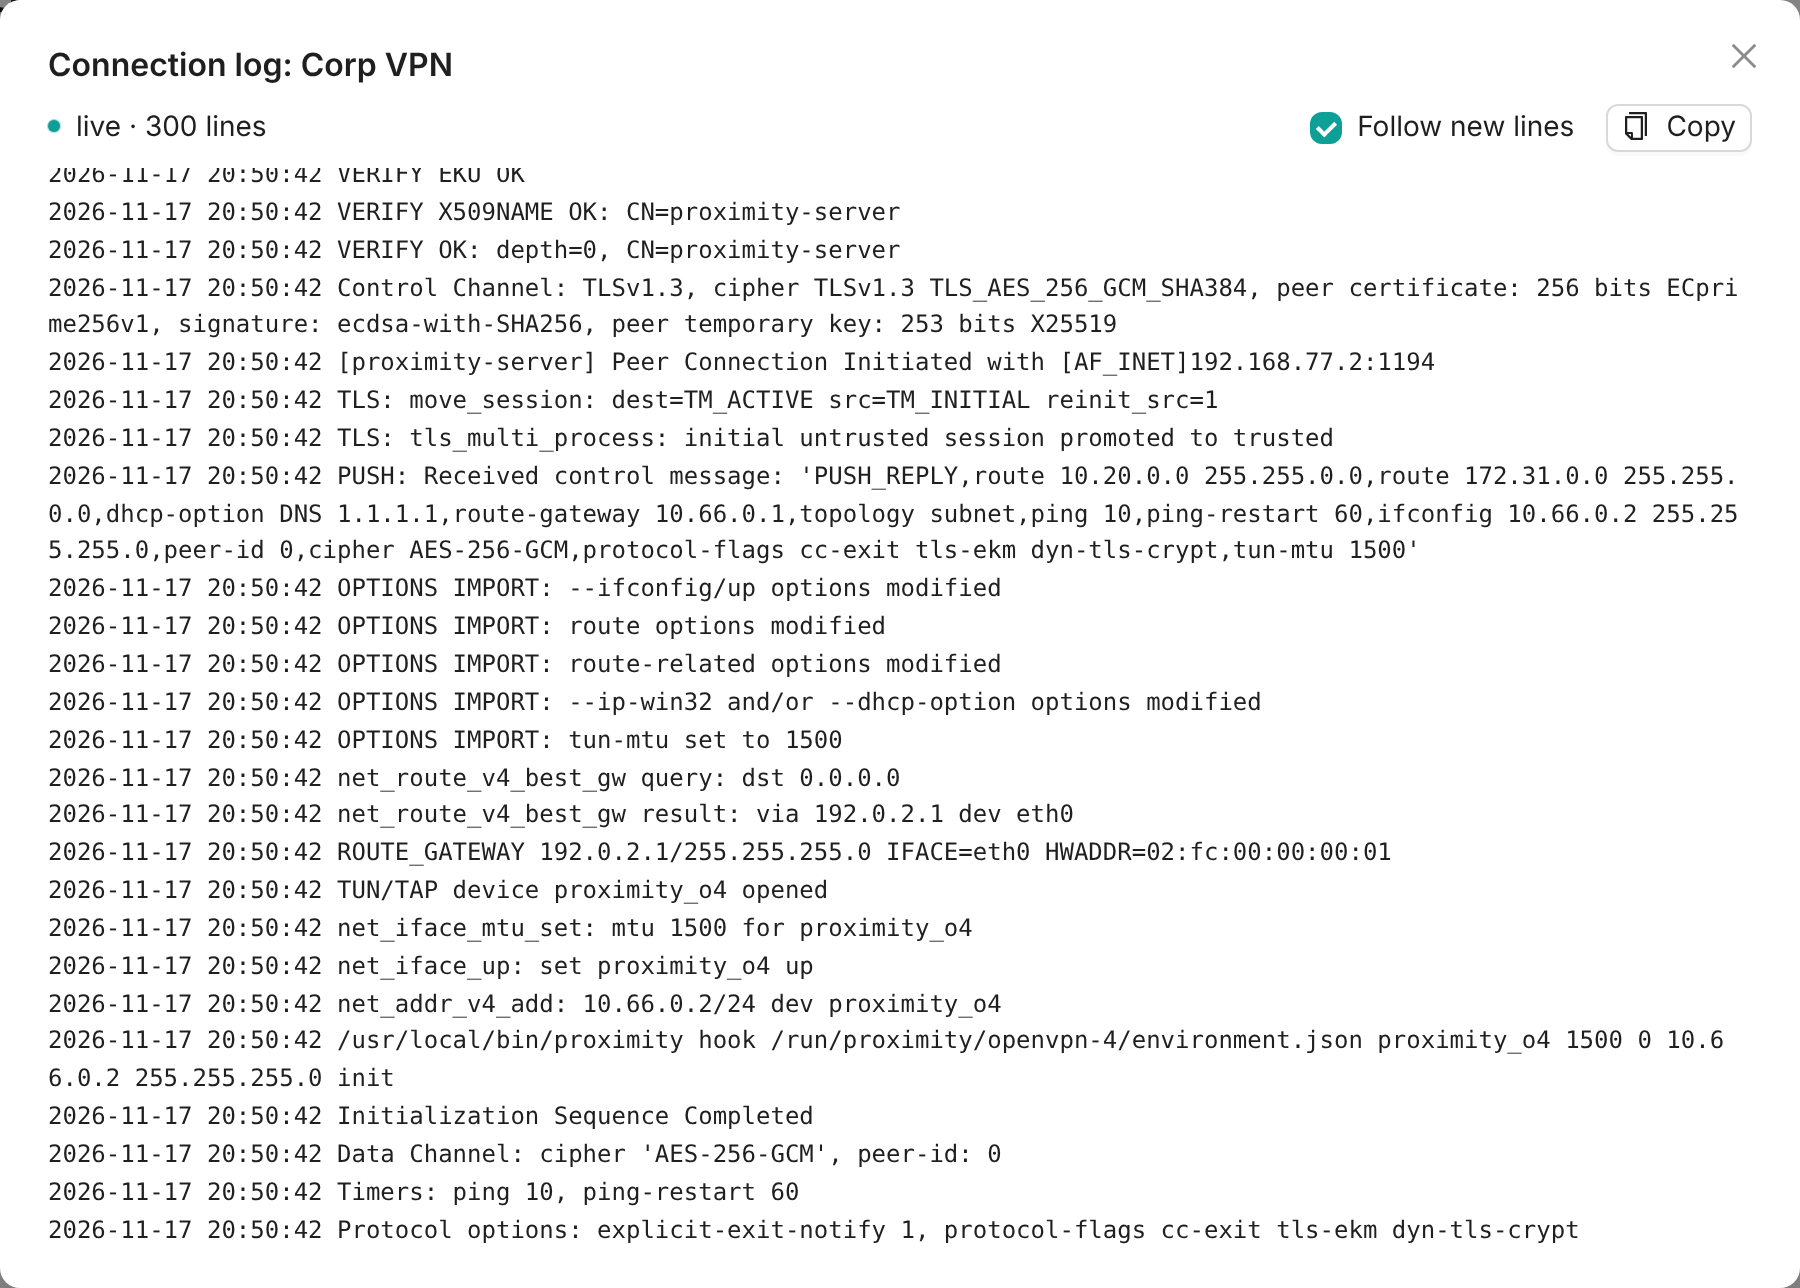 Connection log: Corp VPN
live · 300 lines
Follow new lines
Copy
2026-11-17 20:50:42 VERIFY EKU OK
2026-11-17 20:50:42 VERIFY X509NAME OK: CN=proximity-server
2026-11-17 20:50:42 VERIFY OK: depth=0, CN=proximity-server
2026-11-17 20:50:42 Control Channel: TLSv1.3, cipher TLSv1.3 TLS_AES_256_GCM_SHA384, peer certificate: 256 bits ECpri
me256v1, signature: ecdsa-with-SHA256, peer temporary key: 253 bits X25519
2026-11-17 20:50:42 [proximity-server] Peer Connection Initiated with [AF_INET]192.168.77.2:1194
2026-11-17 20:50:42 TLS: move_session: dest=TM_ACTIVE src=TM_INITIAL reinit_src=1
2026-11-17 20:50:42 TLS: tls_multi_process: initial untrusted session promoted to trusted
2026-11-17 20:50:42 PUSH: Received control message: 'PUSH_REPLY,route 10.20.0.0 255.255.0.0,route 172.31.0.0 255.255.
0.0,dhcp-option DNS 1.1.1.1,route-gateway 10.66.0.1,topology subnet,ping 10,ping-restart 60,ifconfig 10.66.0.2 255.25
5.255.0,peer-id 0,cipher AES-256-GCM,protocol-flags cc-exit tls-ekm dyn-tls-crypt,tun-mtu 1500'
2026-11-17 20:50:42 OPTIONS IMPORT: --ifconfig/up options modified
2026-11-17 20:50:42 OPTIONS IMPORT: route options modified
2026-11-17 20:50:42 OPTIONS IMPORT: route-related options modified
2026-11-17 20:50:42 OPTIONS IMPORT: --ip-win32 and/or --dhcp-option options modified
2026-11-17 20:50:42 OPTIONS IMPORT: tun-mtu set to 1500
2026-11-17 20:50:42 net_route_v4_best_gw query: dst 0.0.0.0
2026-11-17 20:50:42 net_route_v4_best_gw result: via 192.0.2.1 dev eth0
2026-11-17 20:50:42 ROUTE_GATEWAY 192.0.2.1/255.255.255.0 IFACE=eth0 HWADDR=02:fc:00:00:00:01
2026-11-17 20:50:42 TUN/TAP device proximity_o4 opened
2026-11-17 20:50:42 net_iface_mtu_set: mtu 1500 for proximity_o4
2026-11-17 20:50:42 net_iface_up: set proximity_o4 up
2026-11-17 20:50:42 net_addr_v4_add: 10.66.0.2/24 dev proximity_o4
2026-11-17 20:50:42 /usr/local/bin/proximity hook /run/proximity/openvpn-4/environment.json proximity_o4 1500 0 10.6
6.0.2 255.255.255.0 init
2026-11-17 20:50:42 Initialization Sequence Completed
2026-11-17 20:50:42 Data Channel: cipher 'AES-256-GCM', peer-id: 0
2026-11-17 20:50:42 Timers: ping 10, ping-restart 60
2026-11-17 20:50:42 Protocol options: explicit-exit-notify 1, protocol-flags cc-exit tls-ekm dyn-tls-crypt